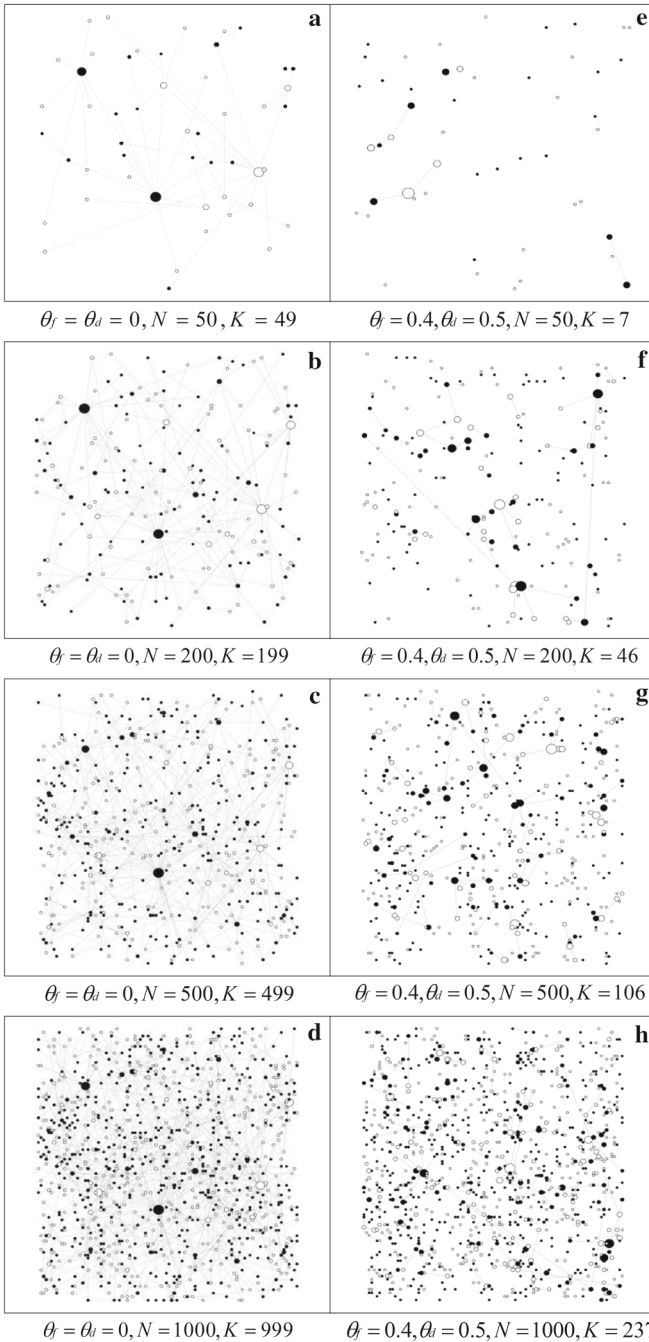 a
e
θf = θd = 0, N = 50, K = 49
θf = 0.4, θd = 0.5, N = 50, K = 7
b
f
θf = θd = 0, N = 200, K = 199
θf = 0.4, θd = 0.5, N = 200, K = 46
c
g
θf = θd = 0, N = 500, K = 499
θf = 0.4, θd = 0.5, N = 500, K = 106
d
h
θf = θd = 0, N = 1000, K = 999
θf = 0.4, θd = 0.5, N = 1000, K = 237